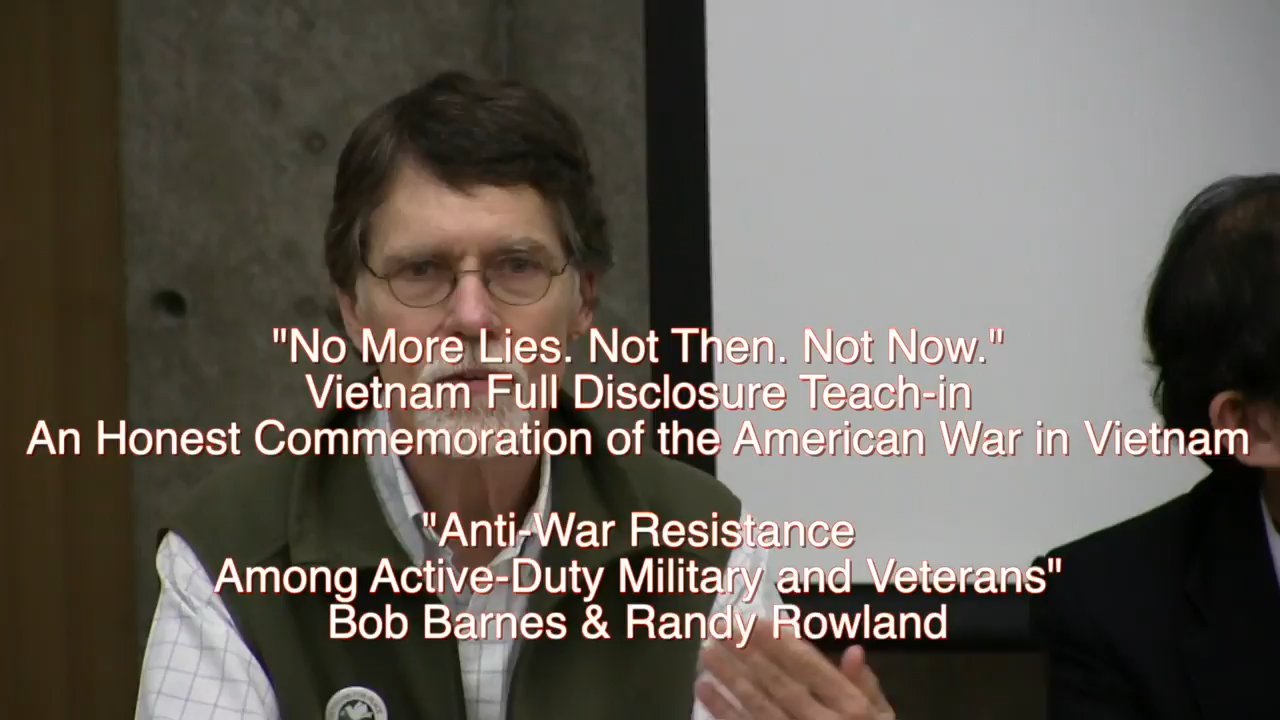 "No More Lies. Not Then. Not Now."
Vietnam Full Disclosure Teach-in
An Honest Commemoration of the American War in Vietnam
"Anti-War Resistance
Among Active-Duty Military and Veterans"
Bob Barnes & Randy Rowland